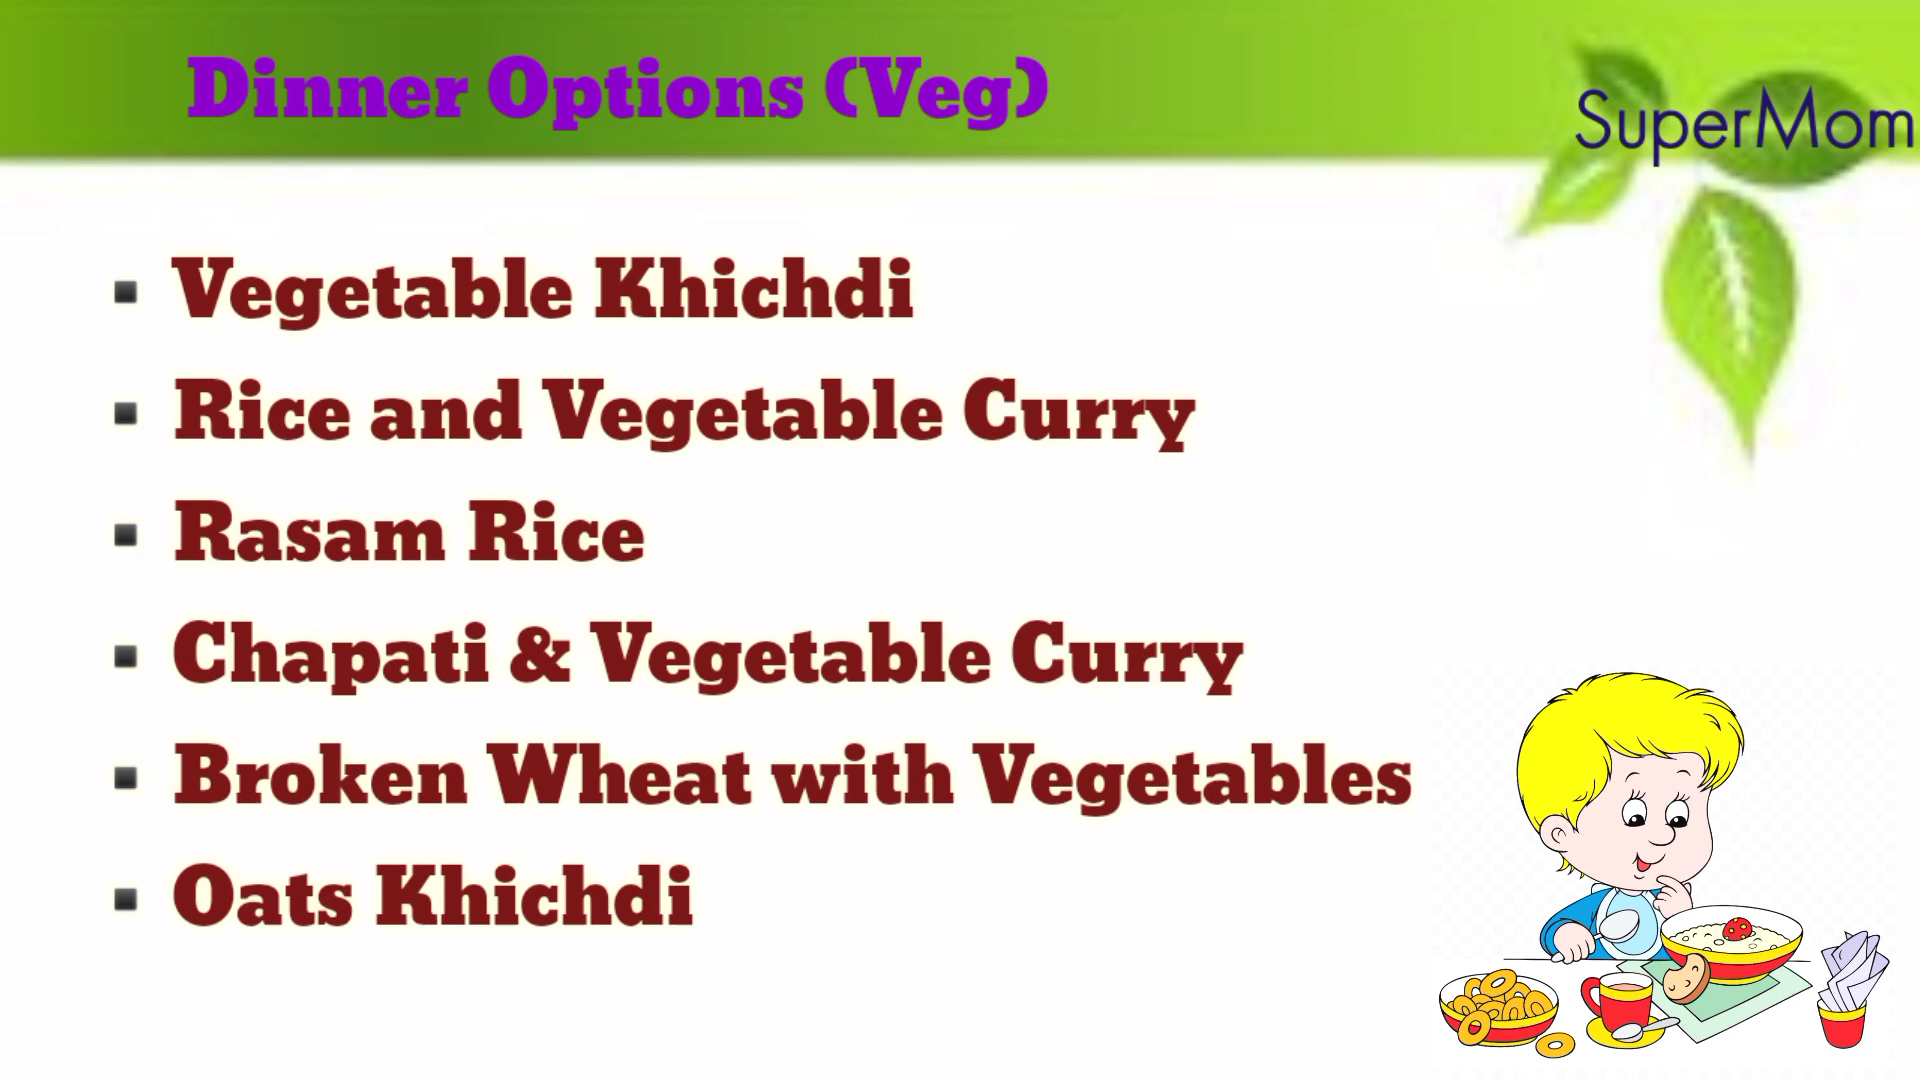 Dinner Options (Veg)
SuperMom
▪ Vegetable Khichdi
▪ Rice and Vegetable Curry
▪ Rasam Rice
▪ Chapati & Vegetable Curry
▪ Broken Wheat with Vegetables
▪ Oats Khichdi